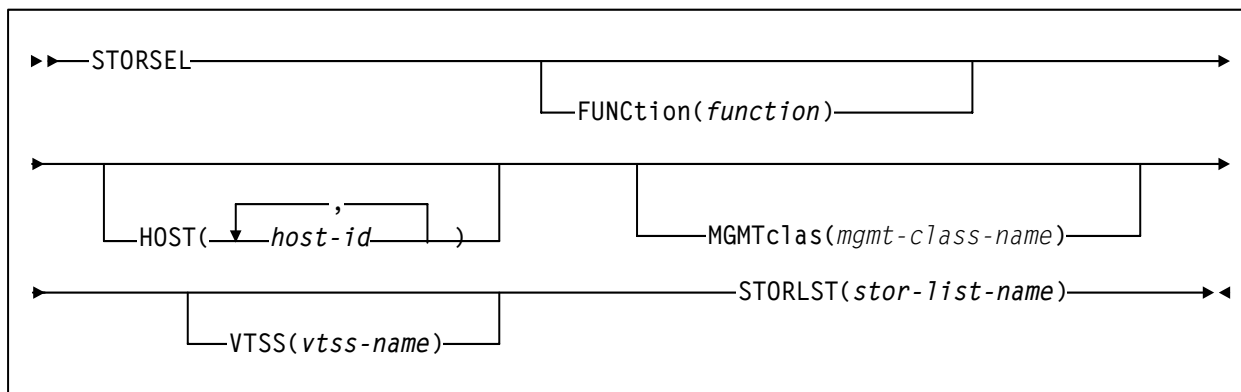 STORSEL
FUNCtion(function)
HOST( host-id , )
MGMTclas(mgmt-class-name)
STORLST(stor-list-name)
VTSS(vtss-name)